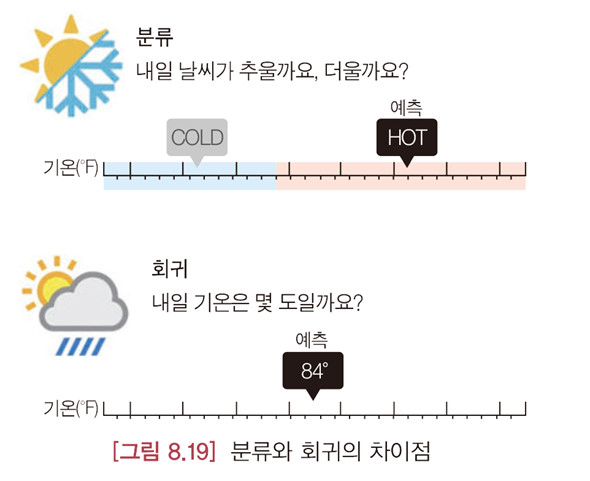 분류
내일 날씨가 추울까요, 더울까요?
예측
COLD
HOT
기온(°F)
회귀
내일 기온은 몇 도일까요?
예측
84°
기온(°F)
[그림 8.19] 분류와 회귀의 차이점